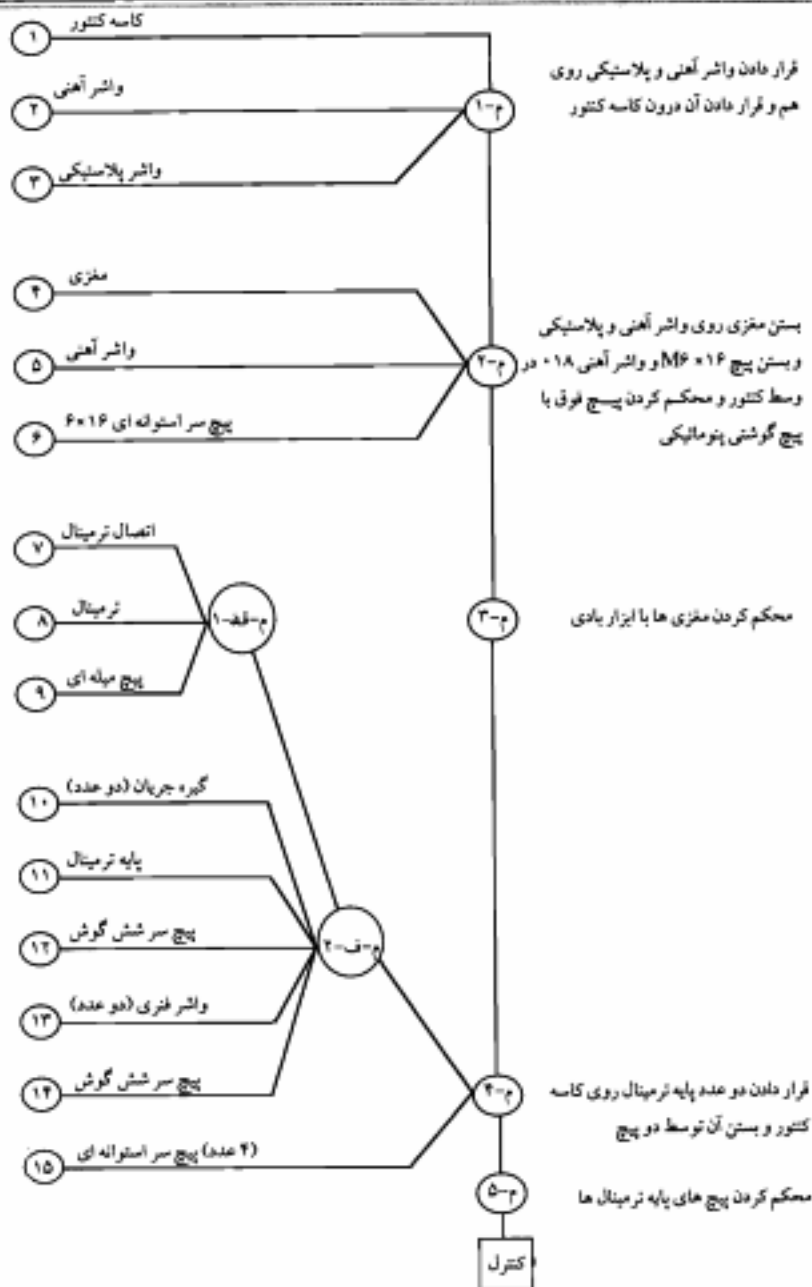 کاسه کنتور
۱
واشر آهنی
۲
واشر پلاستیکی
۳
م-۱
قرار دادن واشر آهنی و پلاستیکی روی
هم و قرار دادن آن درون کاسه کنتور
مغزی
۴
واشر آهنی
۵
پیچ سر استوانه ای ۱۶×۶
۶
م-۲
بستن مغزی روی واشر آهنی و پلاستیکی
و بستن پیچ M۶×۱۶ و واشر آهنی ۰۱۸ در
وسط کنتور و محکم کردن پیچ فوق با
پیچ گوشتی پنوماتیکی
اتصال ترمینال
۷
ترمینال
۸
پیچ میله ای
۹
م-قف-۱
م-۳
محکم کردن مغزی ها با ابزار بادی
گیره جریان (دو عدد)
۱۰
پایه ترمینال
۱۱
پیچ سر شش گوش
۱۲
واشر فنری (دو عدد)
۱۳
پیچ سر شش گوش
۱۴
م-ف-۲
(۴ عدد) پیچ سر استوانه ای
۱۵
م-۴
قرار دادن دو عدد پایه ترمینال روی کاسه
کنتور و بستن آن توسط دو پیچ
م-۵
محکم کردن پیچ های پایه ترمینال ها
کنترل